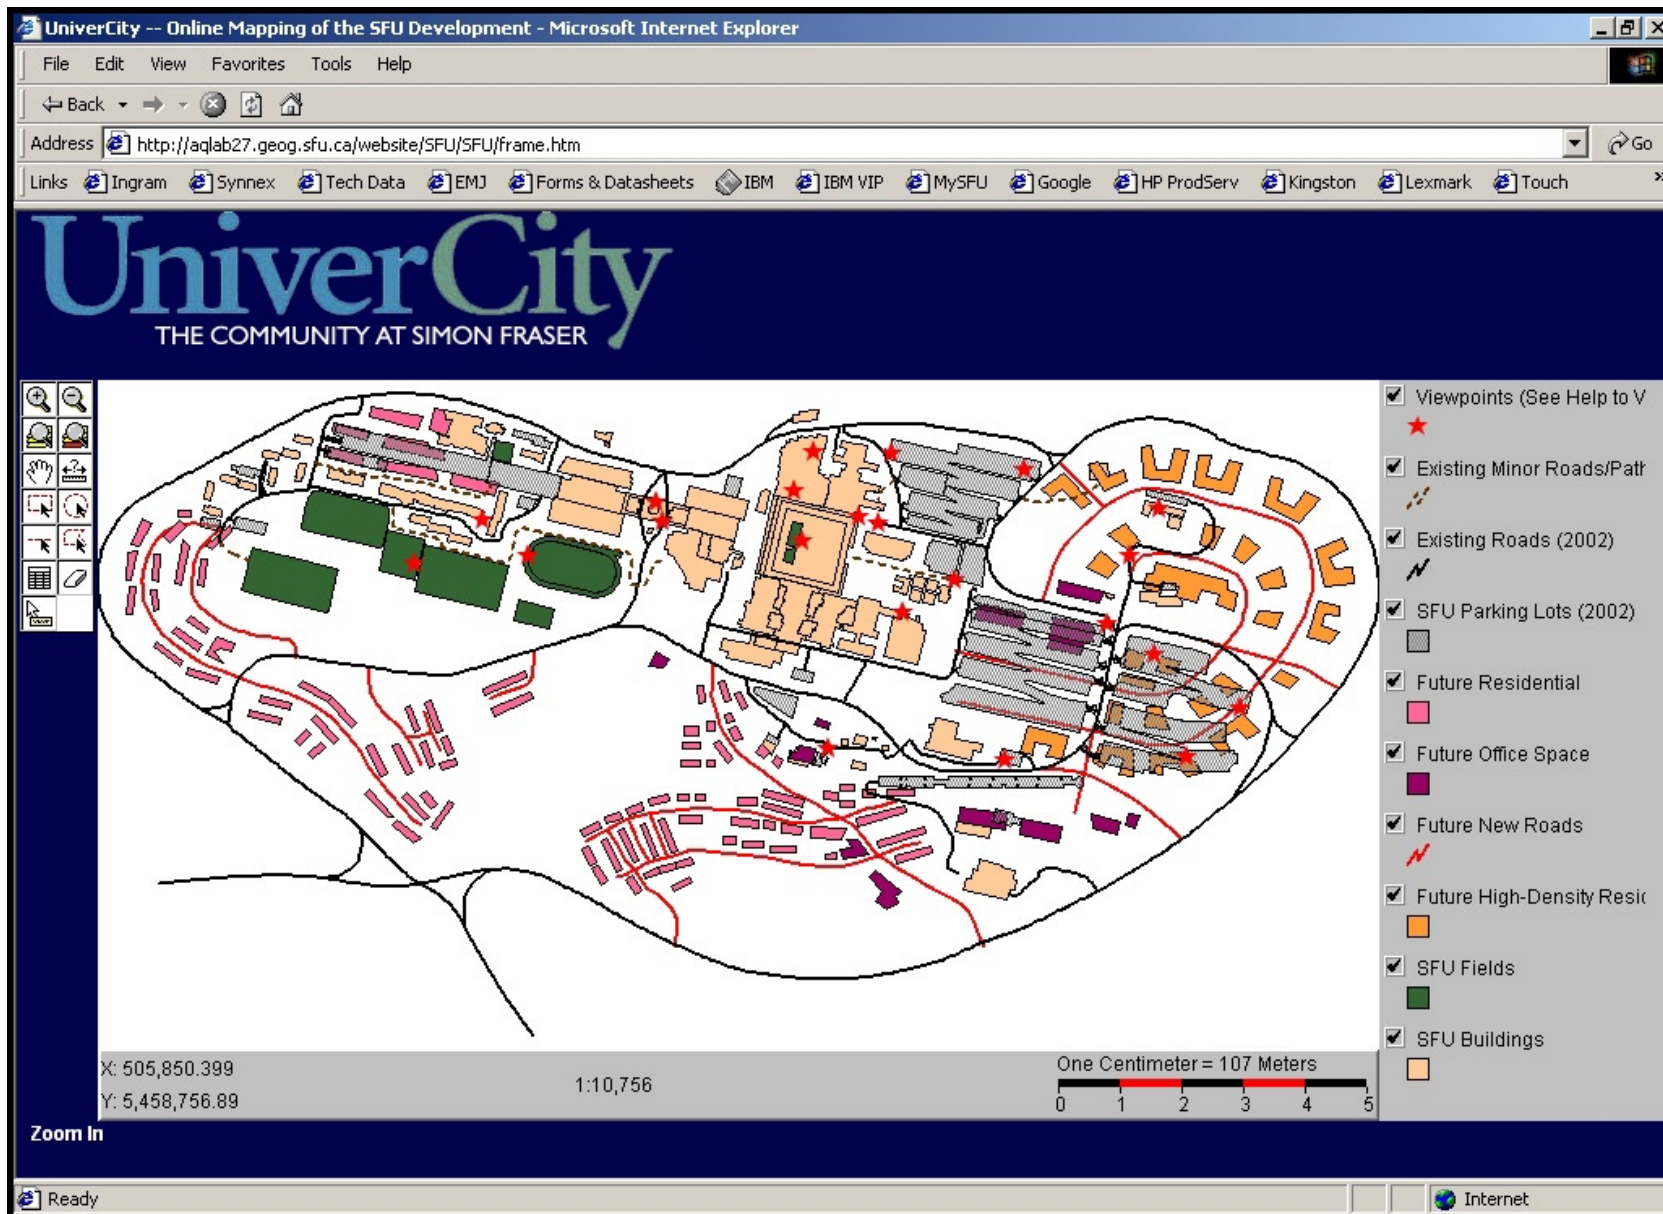 UniverCity -- Online Mapping of the SFU Development - Microsoft Internet Explorer
File Edit View Favorites Tools Help
Back
Address http://aqlab27.geog.sfu.ca/website/SFU/SFU/frame.htm Go
Links Ingram Synnex Tech Data EMJ Forms & Datasheets IBM IBM VIP MySFU Google HP ProdServ Kingston Lexmark Touch »
UniverCity
THE COMMUNITY AT SIMON FRASER
Viewpoints (See Help to V
Existing Minor Roads/Path
Existing Roads (2002)
SFU Parking Lots (2002)
Future Residential
Future Office Space
Future New Roads
Future High-Density Resid
SFU Fields
SFU Buildings
X: 505,850.399
Y: 5,458,756.89
1:10,756
One Centimeter = 107 Meters
0 1 2 3 4 5
Zoom In
Ready Internet